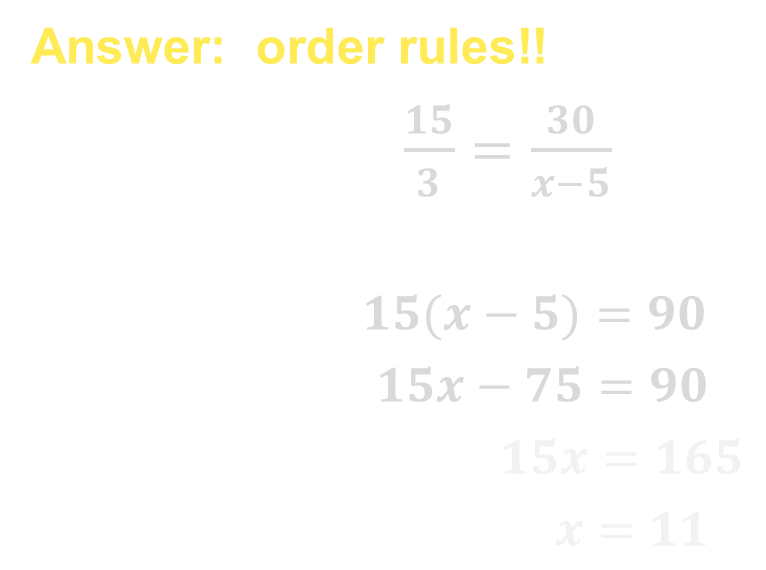 Answer:  order rules!!
15/3 = 30/(x−5)
15(x − 5) = 90
15x − 75 = 90
15x = 165
x = 11